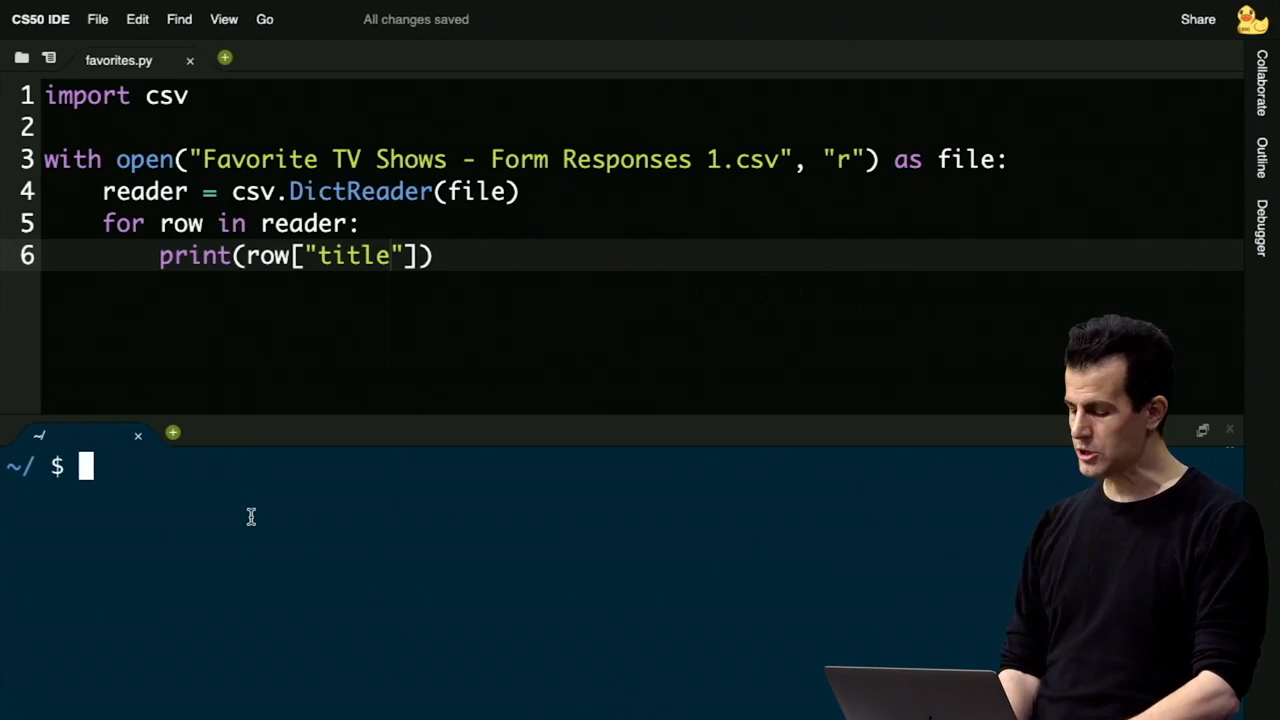 CS50 IDE File Edit Find View Go All changes saved Share
favorites.py
1 import csv
2
3 with open("Favorite TV Shows - Form Responses 1.csv", "r") as file:
4 reader = csv.DictReader(file)
5 for row in reader:
6 print(row["title"])
~/ $
Collaborate
Outline
Debugger